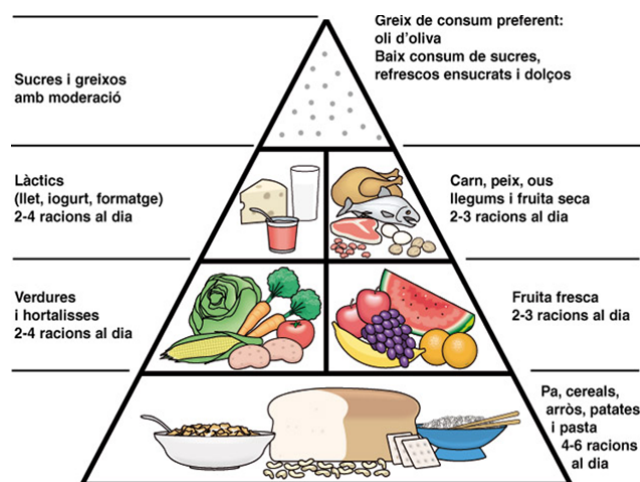 Greix de consum preferent:
oli d’oliva
Baix consum de sucres,
refrescos ensucrats i dolços
Sucres i greixos
amb moderació
Làctics
(llet, iogurt, formatge)
2-4 racions al dia
Carn, peix, ous
llegums i fruita seca
2-3 racions al dia
Verdures
i hortalisses
2-4 racions al dia
Fruita fresca
2-3 racions al dia
Pa, cereals,
arròs, patates
i pasta
4-6 racions
al dia